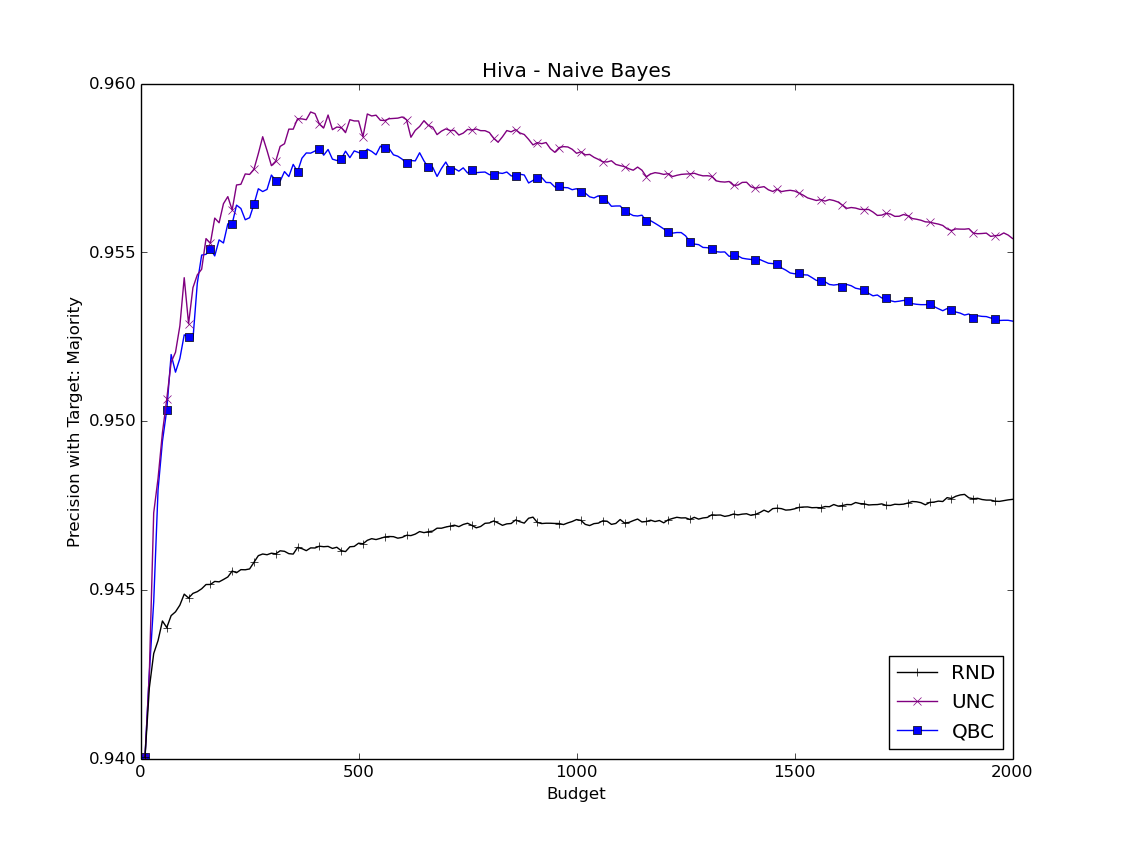 Hiva - Naive Bayes
0.960
0.955
0.950
0.945
0.940
Precision with Target: Majority
0
500
1000
1500
2000
Budget
RND
UNC
QBC